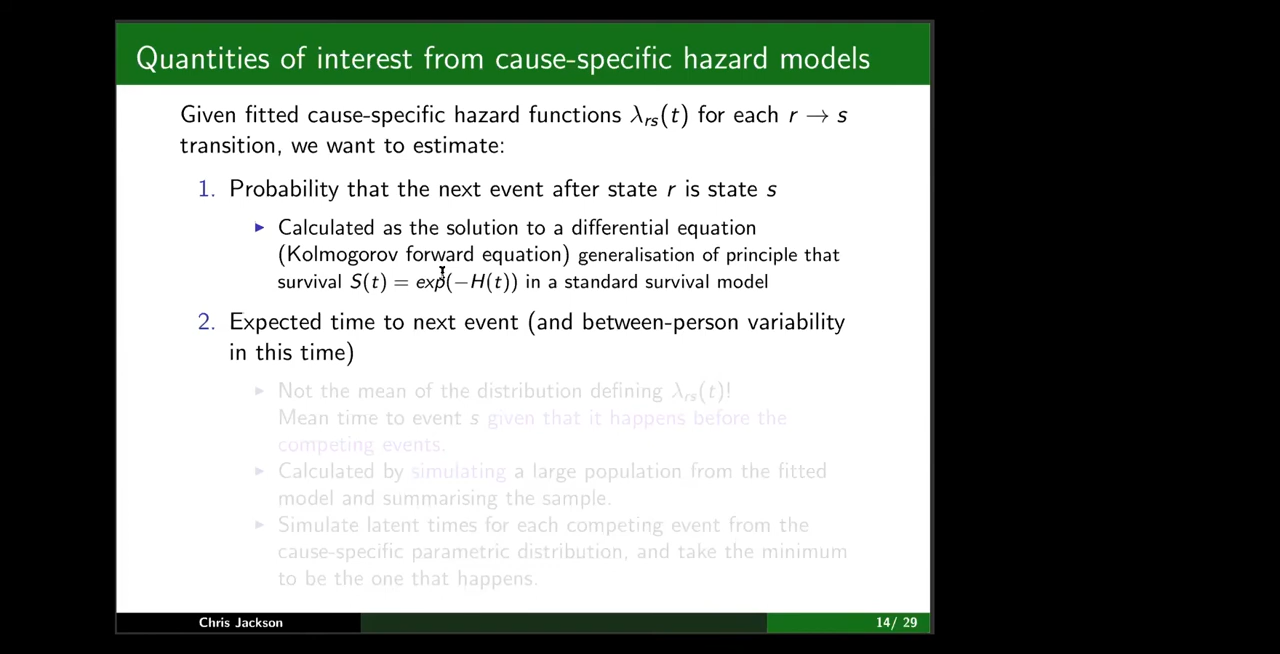 Quantities of interest from cause-specific hazard models
Given fitted cause-specific hazard functions λrs(t) for each r → s
transition, we want to estimate:
1. Probability that the next event after state r is state s
▶ Calculated as the solution to a differential equation
(Kolmogorov forward equation) generalisation of principle that
survival S(t) = exp(−H(t)) in a standard survival model
2. Expected time to next event (and between-person variability
in this time)
▶ Not the mean of the distribution defining λrs(t)!
Mean time to event s given that it happens before the
competing events.
▶ Calculated by simulating a large population from the fitted
model and summarising the sample.
▶ Simulate latent times for each competing event from the
cause-specific parametric distribution, and take the minimum
to be the one that happens.
Chris Jackson
14/ 29